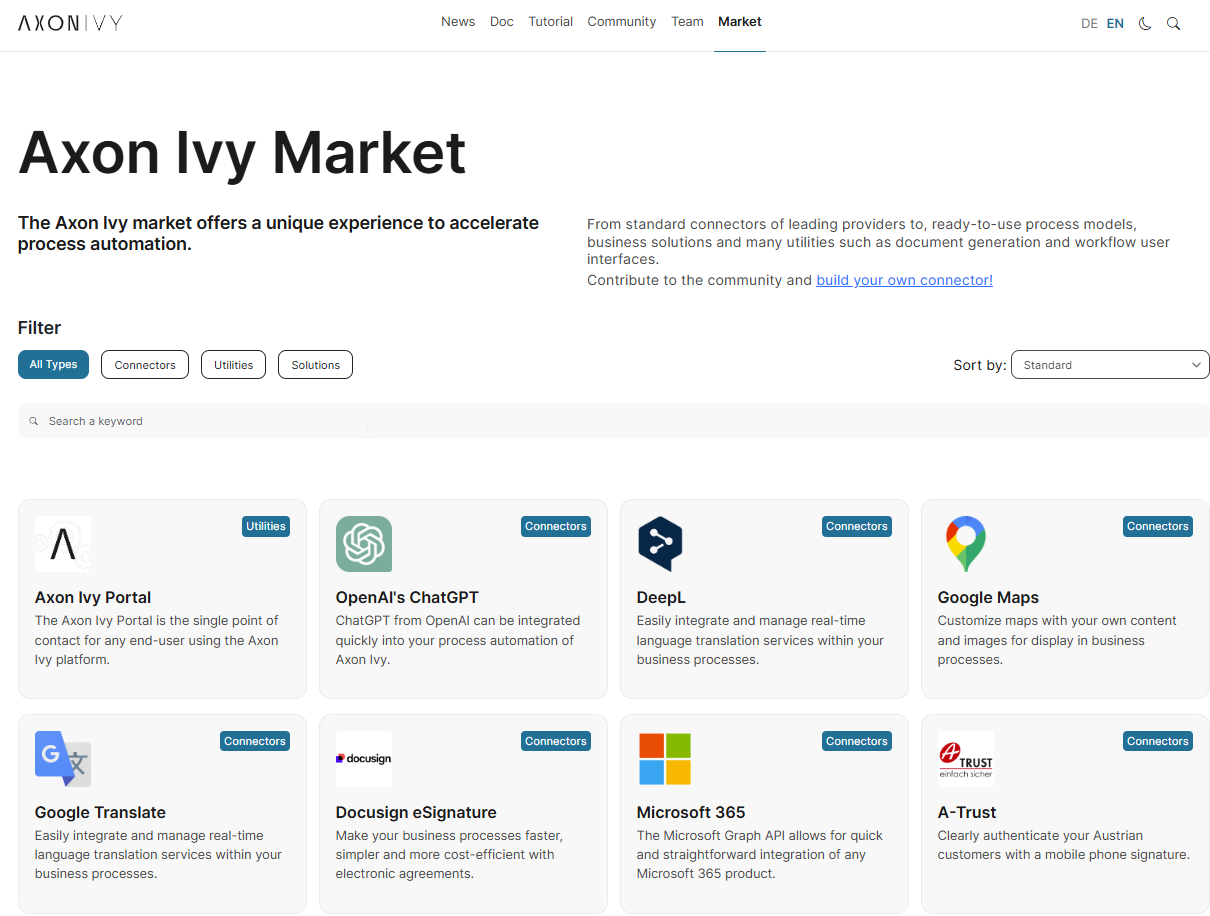 AXONIVY
News Doc Tutorial Community Team Market
DE EN
Axon Ivy Market
The Axon Ivy market offers a unique experience to accelerate
process automation.
From standard connectors of leading providers to, ready-to-use process models,
business solutions and many utilities such as document generation and workflow user
interfaces.
Contribute to the community and build your own connector!
Filter
All Types Connectors Utilities Solutions
Sort by: Standard
Search a keyword
Utilities
Axon Ivy Portal
The Axon Ivy Portal is the single point of
contact for any end-user using the Axon
Ivy platform.
Connectors
OpenAI's ChatGPT
ChatGPT from OpenAI can be integrated
quickly into your process automation of
Axon Ivy.
Connectors
DeepL
Easily integrate and manage real-time
language translation services within your
business processes.
Connectors
Google Maps
Customize maps with your own content
and images for display in business
processes.
G 文
Connectors
Google Translate
Easily integrate and manage real-time
language translation services within your
business processes.
docusign
Connectors
Docusign eSignature
Make your business processes faster,
simpler and more cost-efficient with
electronic agreements.
Connectors
Microsoft 365
The Microsoft Graph API allows for quick
and straightforward integration of any
Microsoft 365 product.
A TRUST
einfach sicher
Connectors
A-Trust
Clearly authenticate your Austrian
customers with a mobile phone signature.